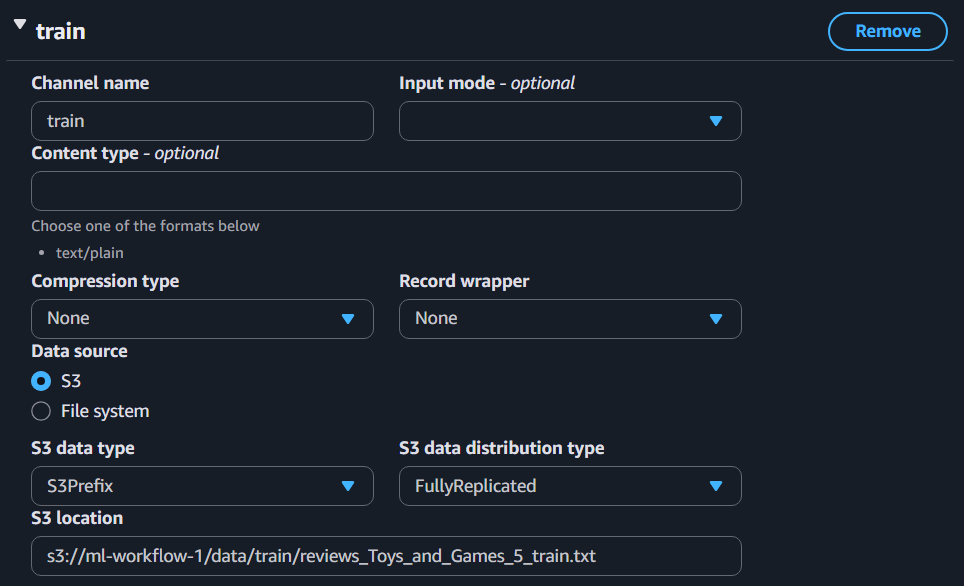 train
Remove
Channel name
Input mode - optional
train
Content type - optional
Choose one of the formats below
• text/plain
Compression type
Record wrapper
None
None
Data source
S3
File system
S3 data type
S3 data distribution type
S3Prefix
FullyReplicated
S3 location
s3://ml-workflow-1/data/train/reviews_Toys_and_Games_5_train.txt